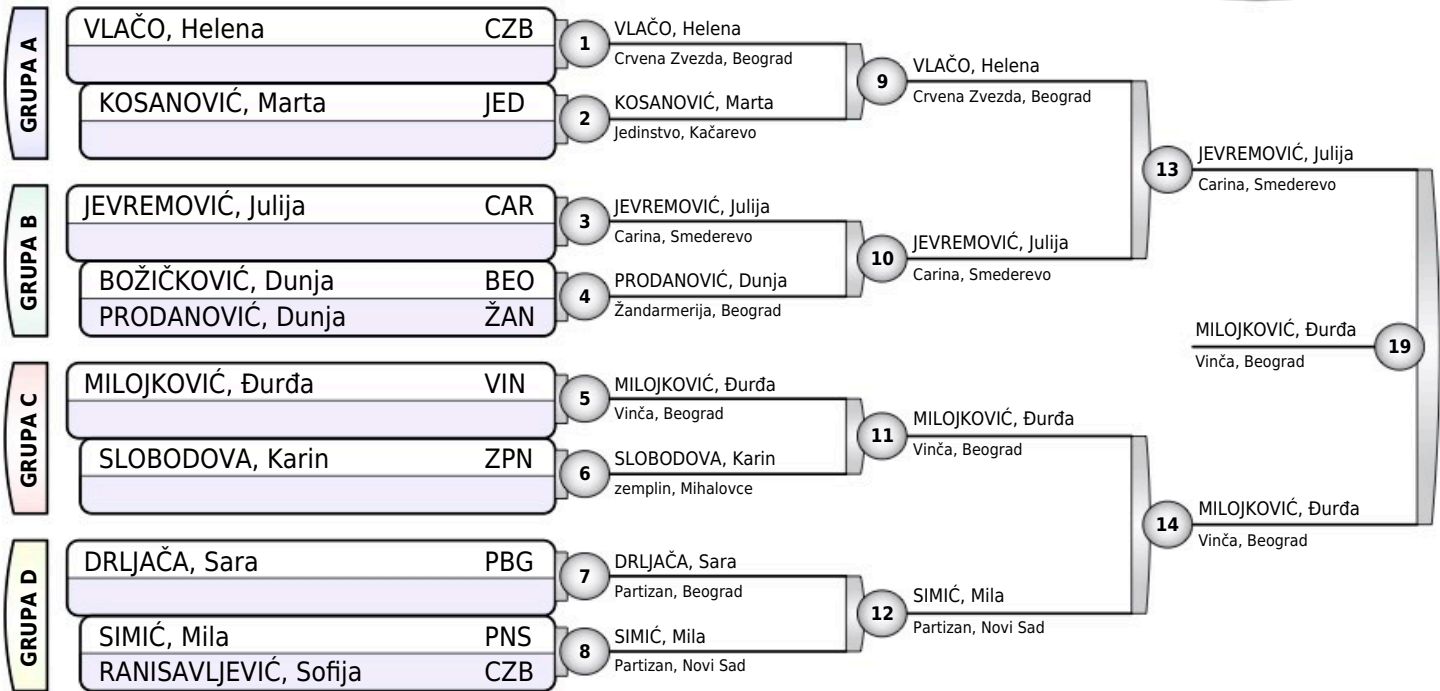 GRUPA A
VLAČO, Helena CZB
KOSANOVIĆ, Marta JED
GRUPA B
JEVREMOVIĆ, Julija CAR
BOŽIČKOVIĆ, Dunja BEO
PRODANOVIĆ, Dunja ŽAN
GRUPA C
MILOJKOVIĆ, Đurđa VIN
SLOBODOVA, Karin ZPN
GRUPA D
DRLJAČA, Sara PBG
SIMIĆ, Mila PNS
RANISAVLJEVIĆ, Sofija CZB
1
VLAČO, Helena
Crvena Zvezda, Beograd
2
KOSANOVIĆ, Marta
Jedinstvo, Kačarevo
3
JEVREMOVIĆ, Julija
Carina, Smederevo
4
PRODANOVIĆ, Dunja
Žandarmerija, Beograd
5
MILOJKOVIĆ, Đurđa
Vinča, Beograd
6
SLOBODOVA, Karin
zemplin, Mihalovce
7
DRLJAČA, Sara
Partizan, Beograd
8
SIMIĆ, Mila
Partizan, Novi Sad
9
VLAČO, Helena
Crvena Zvezda, Beograd
10
JEVREMOVIĆ, Julija
Carina, Smederevo
11
MILOJKOVIĆ, Đurđa
Vinča, Beograd
12
SIMIĆ, Mila
Partizan, Novi Sad
13
JEVREMOVIĆ, Julija
Carina, Smederevo
14
MILOJKOVIĆ, Đurđa
Vinča, Beograd
MILOJKOVIĆ, Đurđa
Vinča, Beograd
19